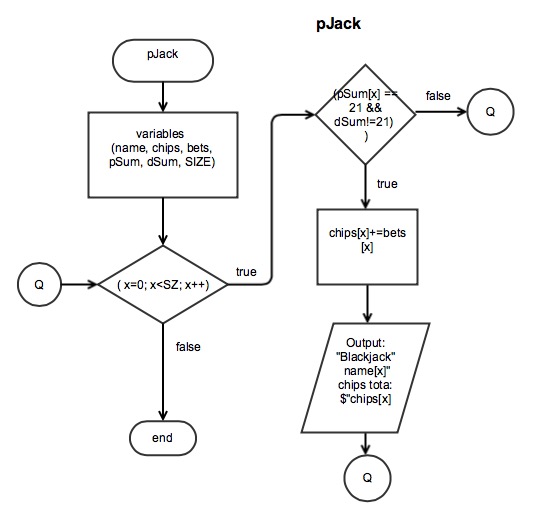 pJack
pJack
variables
(name, chips, bets,
pSum, dSum, SIZE)
Q
( x=0; x<SZ; x++)
true
false
end
(pSum[x] ==
21 &&
dSum!=21)
)
false
Q
true
chips[x]+=bets
[x]
Output:
"Blackjack"
name[x]"
chips tota:
$"chips[x]
Q